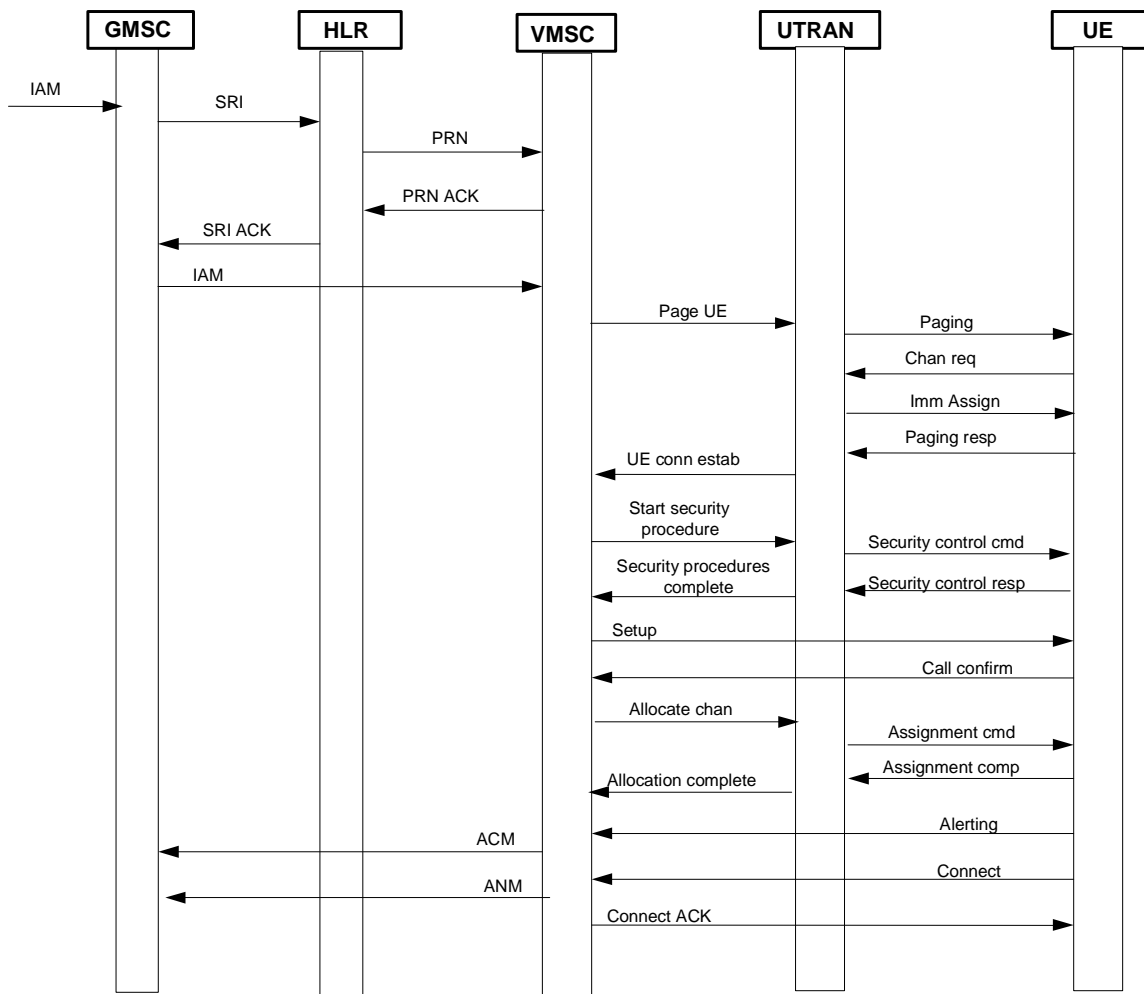 GMSC
HLR
VMSC
UTRAN
UE
IAM
SRI
PRN
PRN ACK
SRI ACK
IAM
Page UE
Paging
Chan req
Imm Assign
Paging resp
UE conn estab
Start security
procedure
Security control cmd
Security procedures
complete
Security control resp
Setup
Call confirm
Allocate chan
Assignment cmd
Assignment comp
Allocation complete
Alerting
ACM
Connect
ANM
Connect ACK